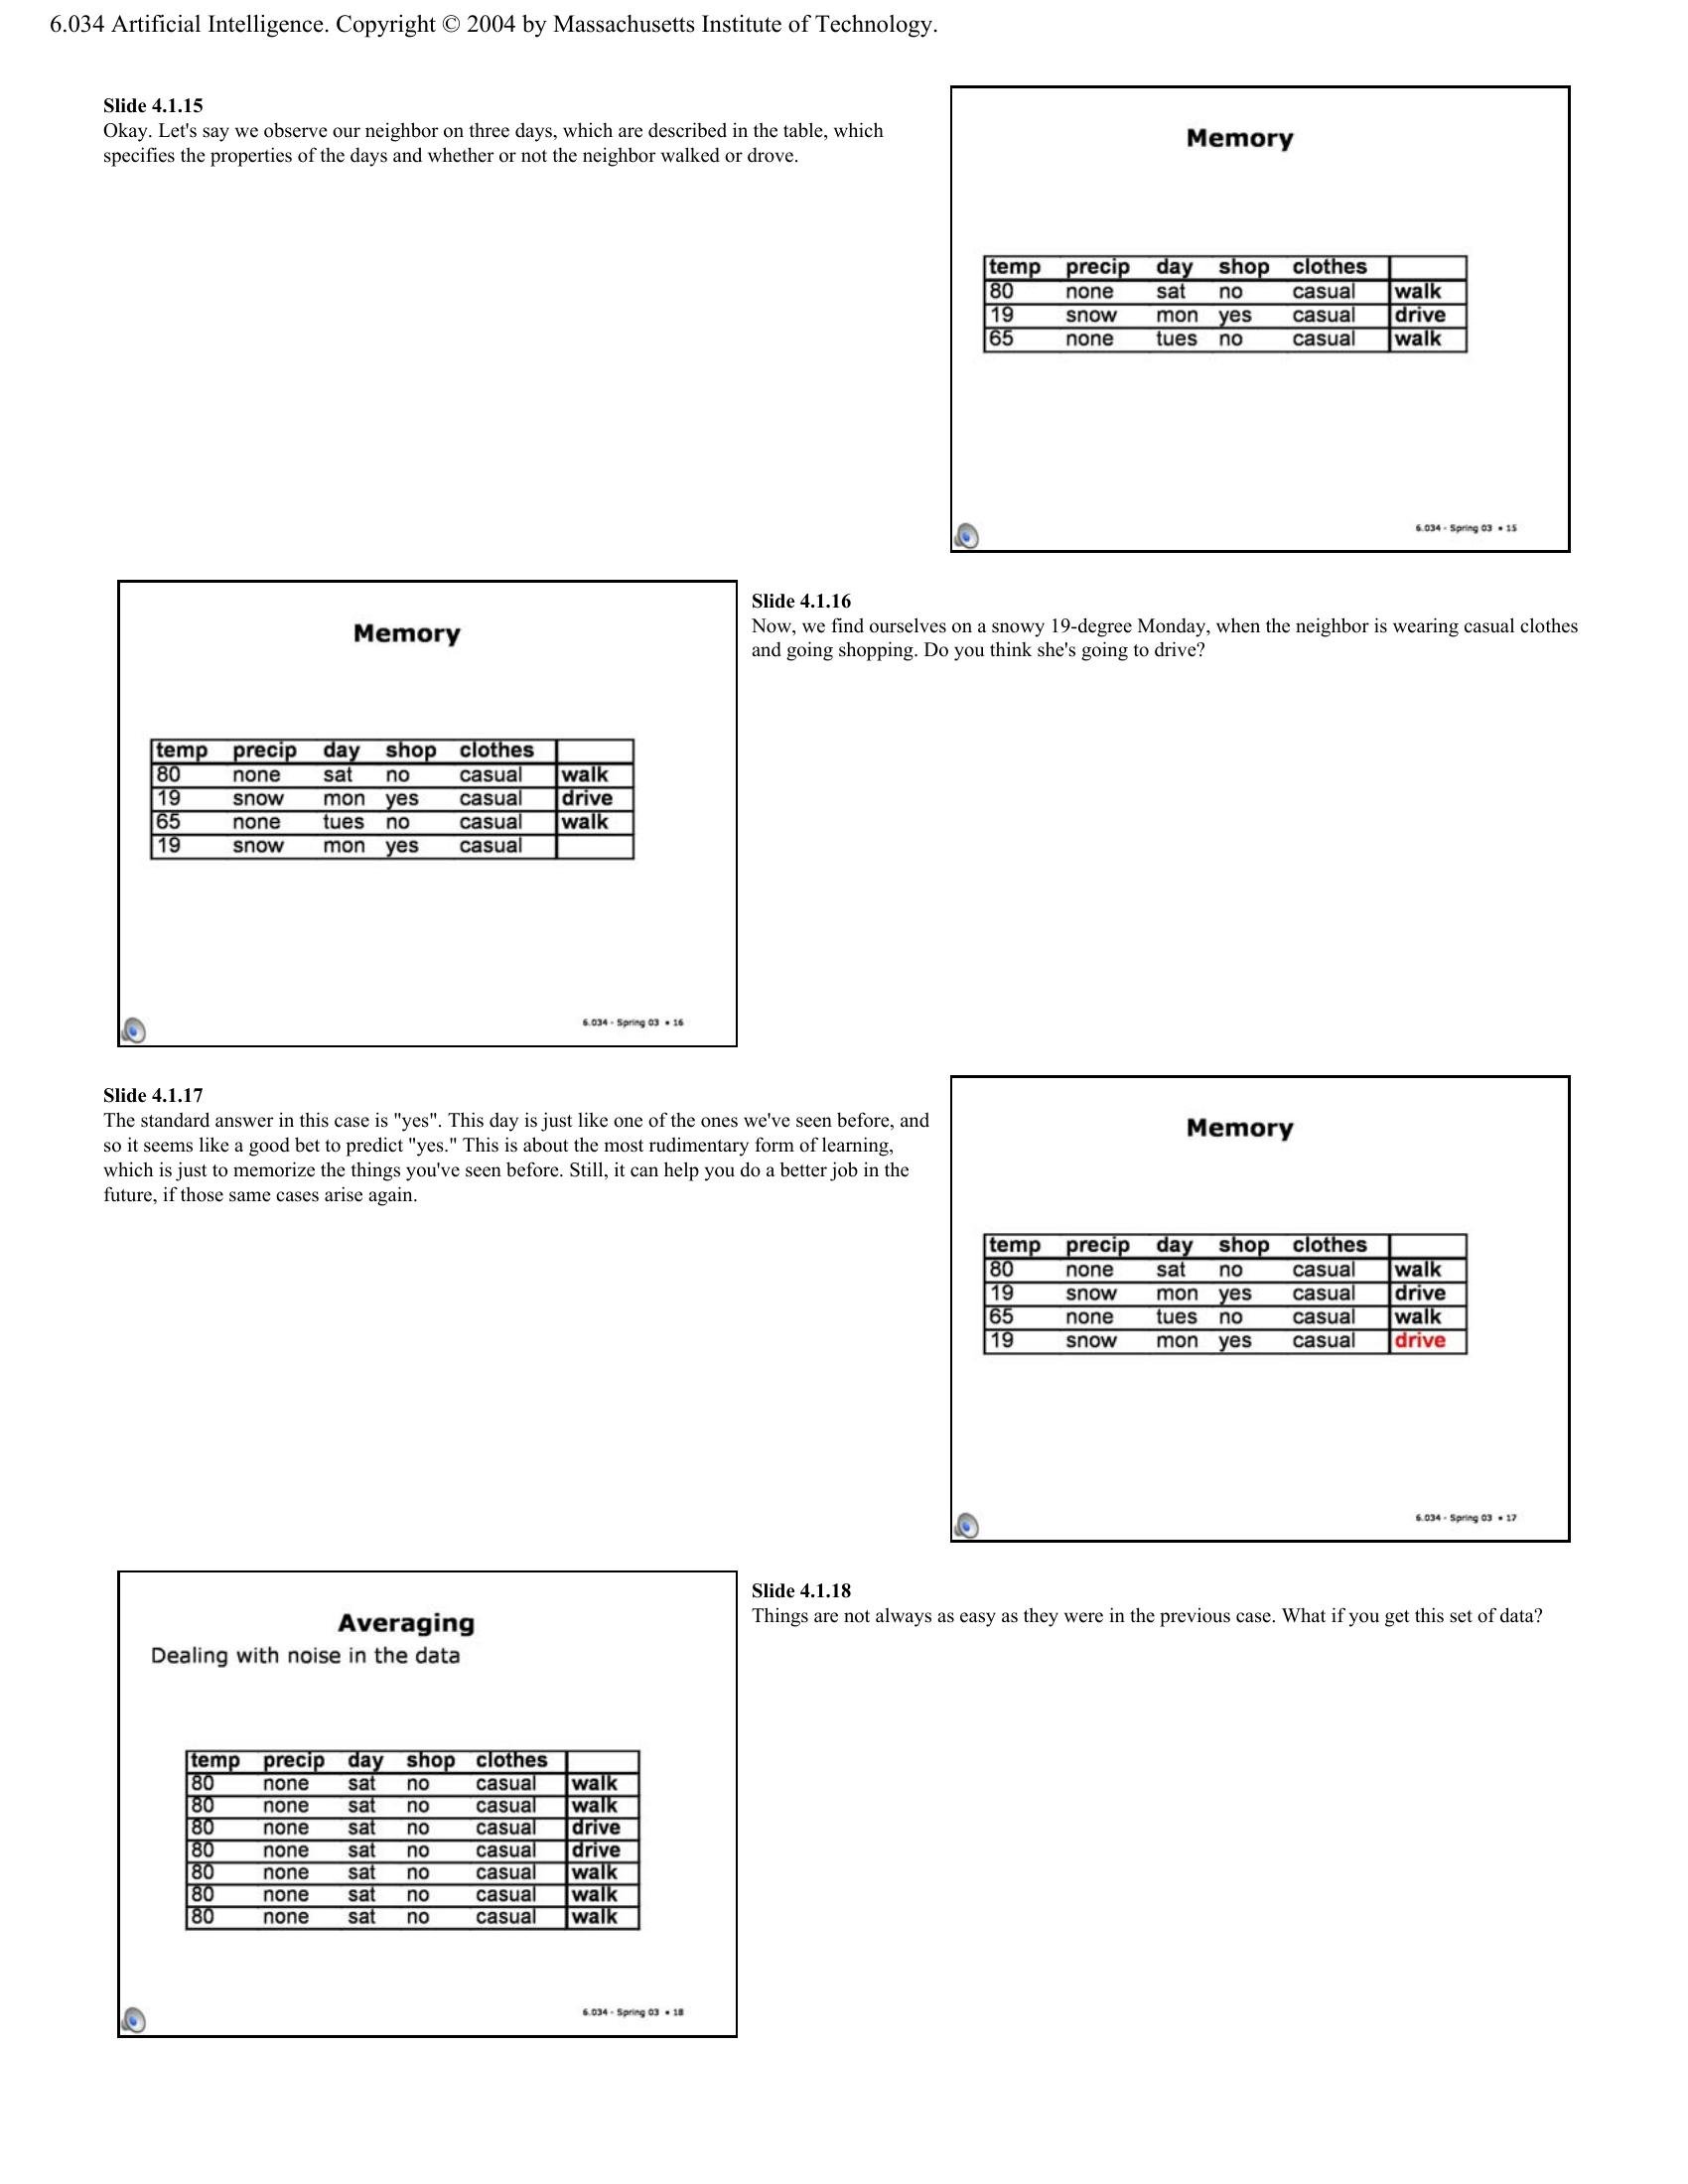 6.034 Artificial Intelligence. Copyright © 2004 by Massachusetts Institute of Technology.
Slide 4.1.15
Okay. Let's say we observe our neighbor on three days, which are described in the table, which
specifies the properties of the days and whether or not the neighbor walked or drove.
Memory
temp precip day shop clothes
80 none sat no casual walk
19 snow mon yes casual drive
65 none tues no casual walk
6.034 - Spring 03 • 15
Memory
temp precip day shop clothes
80 none sat no casual walk
19 snow mon yes casual drive
65 none tues no casual walk
19 snow mon yes casual
6.034 - Spring 03 • 16
Slide 4.1.16
Now, we find ourselves on a snowy 19-degree Monday, when the neighbor is wearing casual clothes
and going shopping. Do you think she's going to drive?
Slide 4.1.17
The standard answer in this case is "yes". This day is just like one of the ones we've seen before, and
so it seems like a good bet to predict "yes." This is about the most rudimentary form of learning,
which is just to memorize the things you've seen before. Still, it can help you do a better job in the
future, if those same cases arise again.
Memory
temp precip day shop clothes
80 none sat no casual walk
19 snow mon yes casual drive
65 none tues no casual walk
19 snow mon yes casual drive
6.034 - Spring 03 • 17
Averaging
Dealing with noise in the data
temp precip day shop clothes
80 none sat no casual walk
80 none sat no casual walk
80 none sat no casual drive
80 none sat no casual drive
80 none sat no casual walk
80 none sat no casual walk
80 none sat no casual walk
6.034 - Spring 03 • 18
Slide 4.1.18
Things are not always as easy as they were in the previous case. What if you get this set of data?